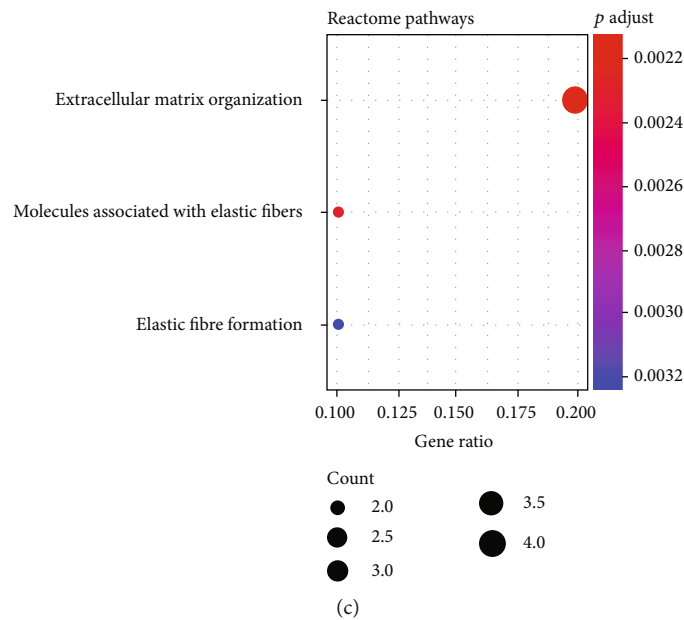 Reactome pathways
p adjust
Extracellular matrix organization
Molecules associated with elastic fibers
Elastic fibre formation
0.0022
0.0024
0.0026
0.0028
0.0030
0.0032
0.100 0.125 0.150 0.175 0.200
Gene ratio
Count
2.0 3.5
2.5 4.0
3.0
(c)